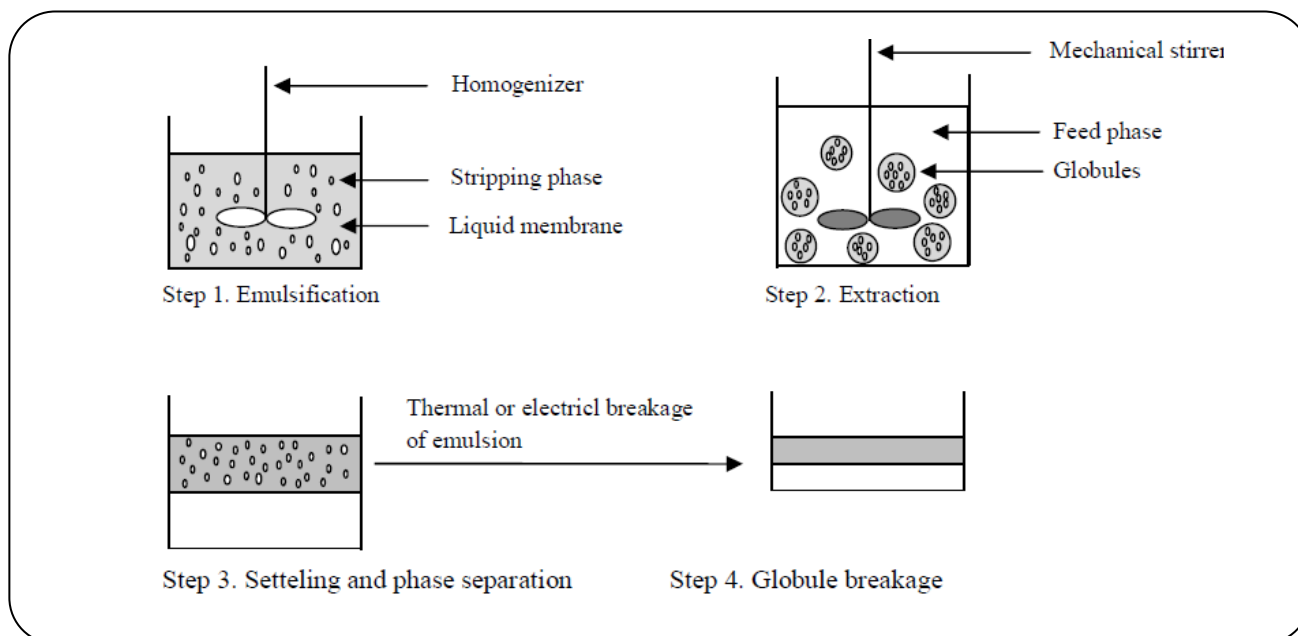 Homogenizer
Stripping phase
Liquid membrane
Step 1. Emulsification
Mechanical stirrer
Feed phase
Globules
Step 2. Extraction
Thermal or electricl breakage
of emulsion
Step 3. Setteling and phase separation
Step 4. Globule breakage